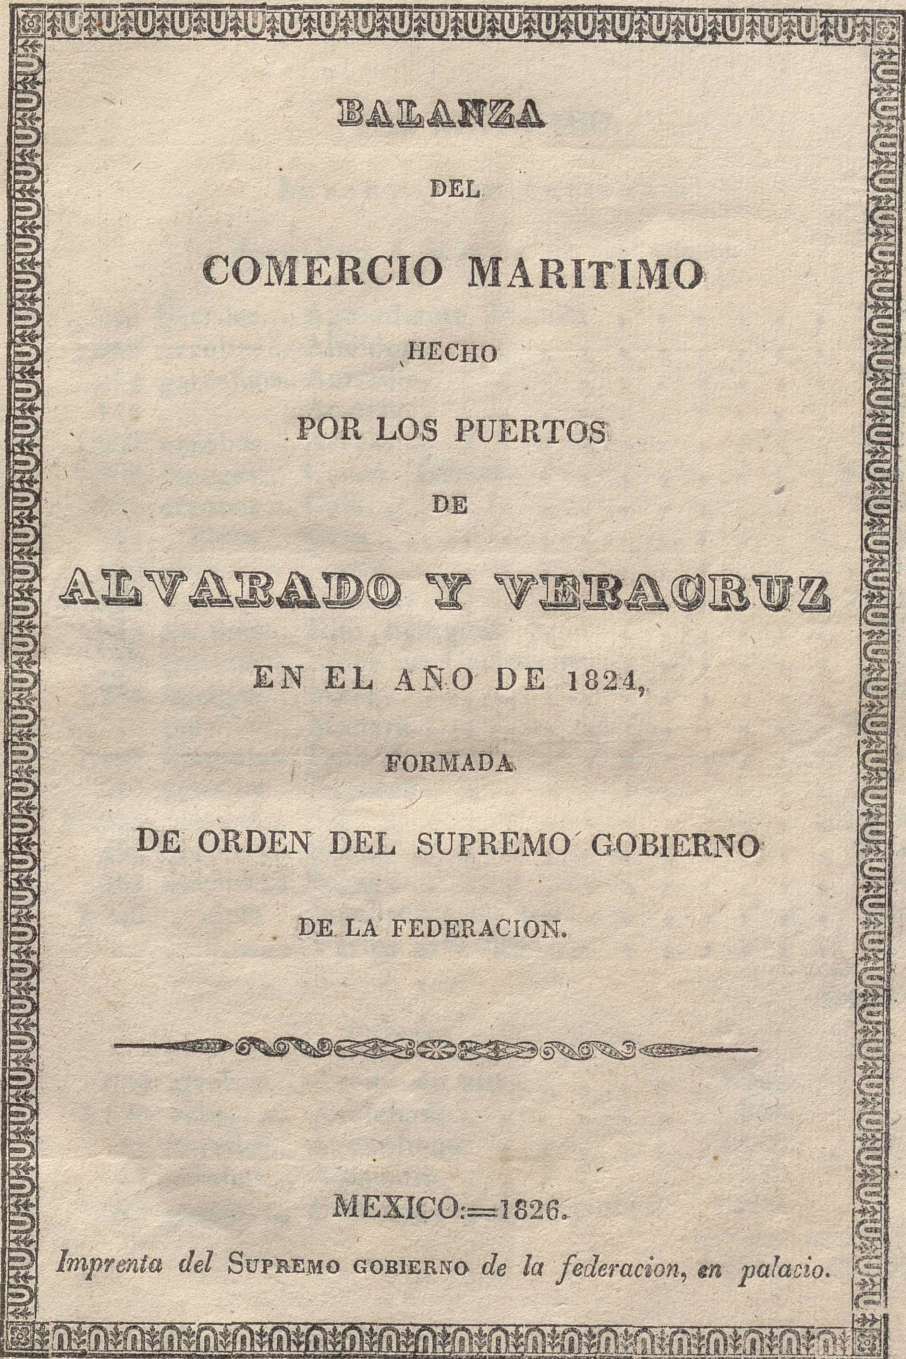 BALANZA
DEL
COMERCIO MARITIMO
HECHO
POR LOS PUERTOS
DE
ALVARADO Y VERACRUZ
EN EL AÑO DE 1824,
FORMADA
DE ORDEN DEL SUPREMO GOBIERNO
DE LA FEDERACION.
MEXICO:=1826.
Imprenta del SUPREMO GOBIERNO de la federacion, en palacio.